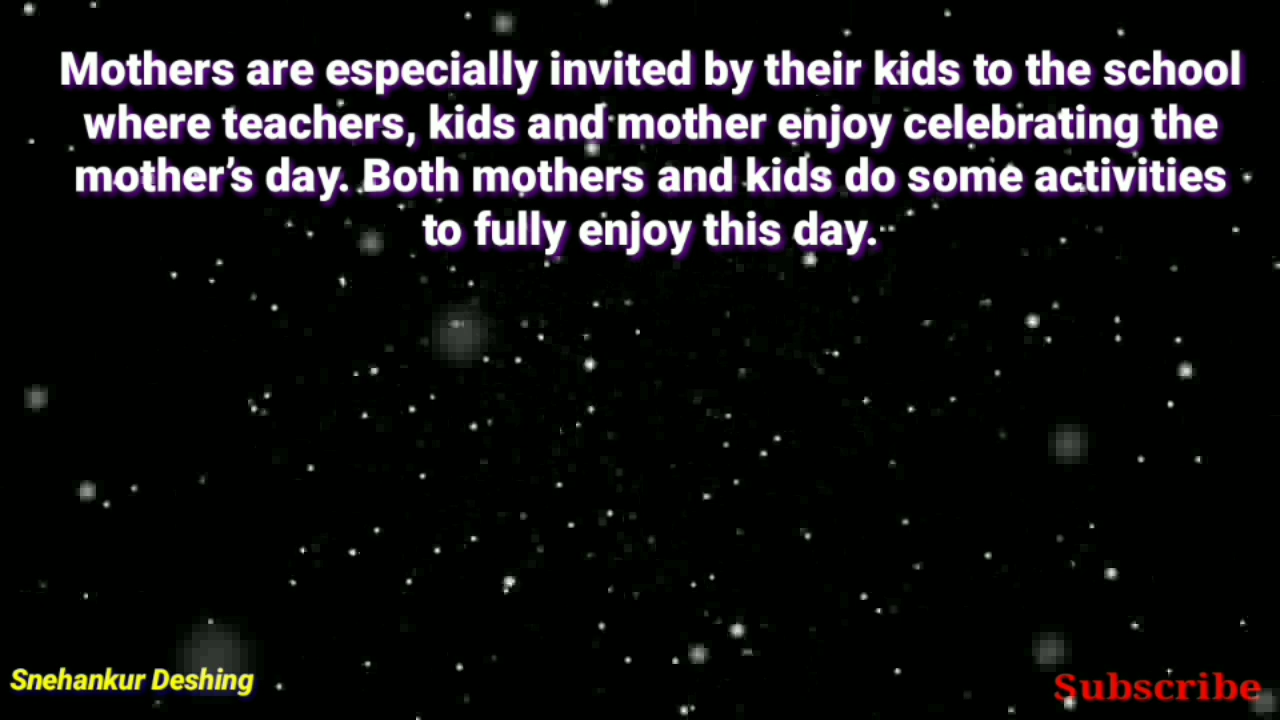 Mothers are especially invited by their kids to the school
where teachers, kids and mother enjoy celebrating the
mother’s day. Both mothers and kids do some activities
to fully enjoy this day.
Snehankur Deshing
Subscribe